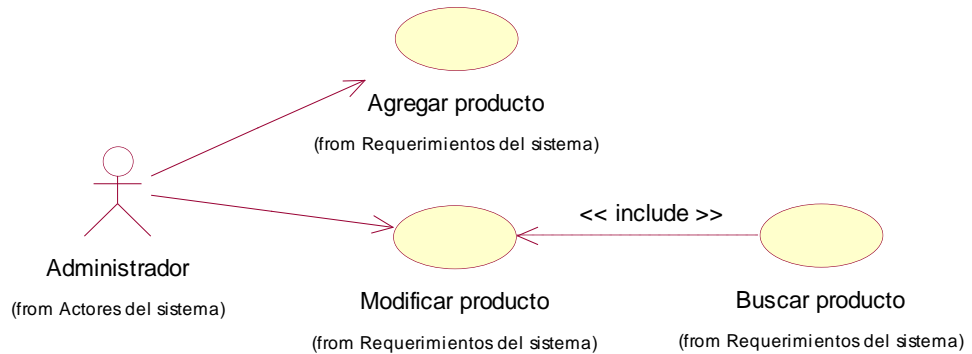 Agregar producto
(from Requerimientos del sistema)
<< include >>
Administrador
(from Actores del sistema)
Modificar producto
(from Requerimientos del sistema)
Buscar producto
(from Requerimientos del sistema)